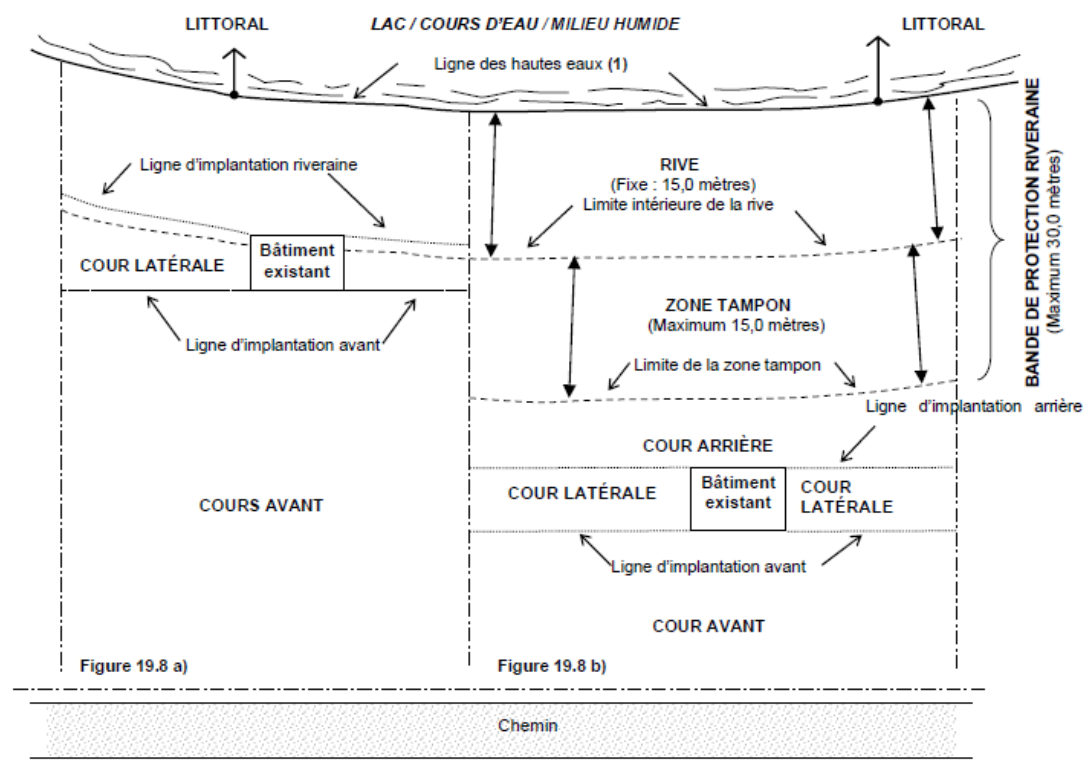 LITTORAL
LAC / COURS D'EAU / MILIEU HUMIDE
LITTORAL
Ligne des hautes eaux (1)
Ligne d'implantation riveraine
RIVE
(Fixe : 15,0 mètres)
Limite intérieure de la rive
BANDE DE PROTECTION RIVERAINE
(Maximum 30,0 mètres)
COUR LATÉRALE
Bâtiment
existant
Ligne d'implantation avant
ZONE TAMPON
(Maximum 15,0 mètres)
Limite de la zone tampon
Ligne d'implantation arrière
COUR ARRIÈRE
COURS AVANT
COUR LATÉRALE
Bâtiment
existant
COUR
LATÉRALE
Ligne d'implantation avant
COUR AVANT
Figure 19.8 a)
Figure 19.8 b)
Chemin